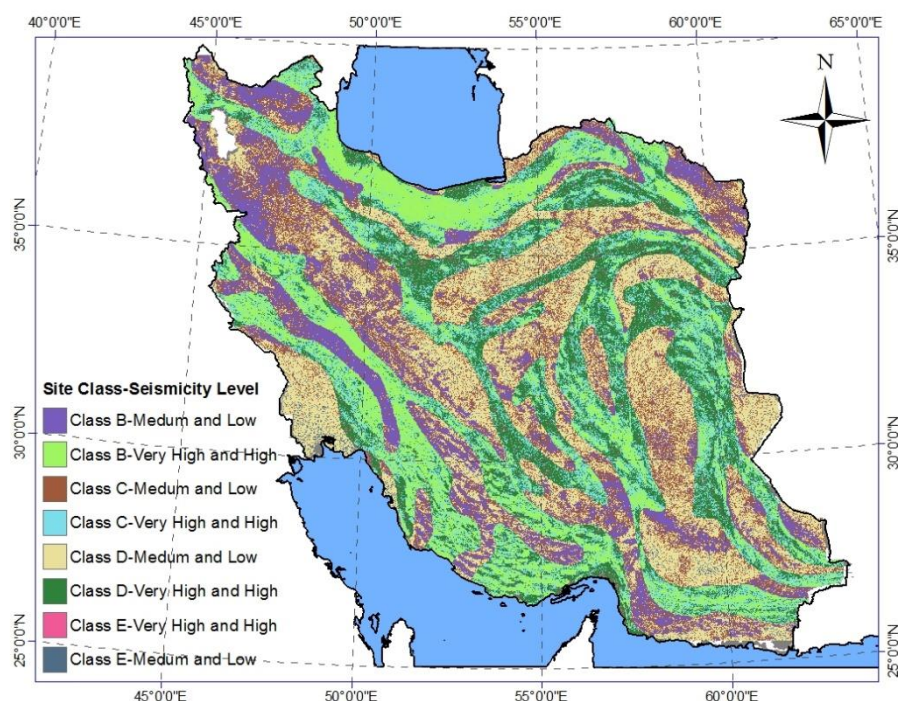 40°0'0"E
45°0'0"E
50°0'0"E
55°0'0"E
60°0'0"E
65°0'0"E
N
35°0'0"N
35°0'0"N
Site Class-Seismicity Level
Class B-Medum and Low
Class B-Very High and High
Class C-Medum and Low
Class C-Very High and High
Class D-Medum and Low
Class D-Very High and High
Class E-Very High and High
Class E-Medum and Low
30°0'0"N
30°0'0"N
25°0'0"N
25°0'0"N
45°0'0"E
50°0'0"E
55°0'0"E
60°0'0"E